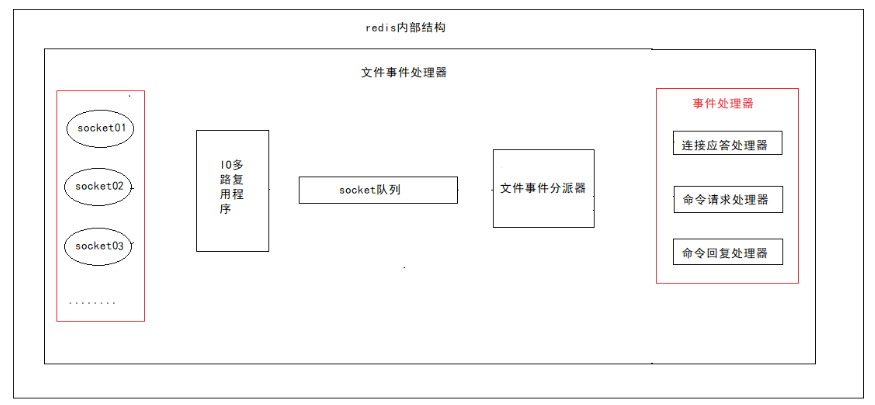 redis内部结构
文件事件处理器
socket01
socket02
socket03
........
IO多
路复
用程
序
socket队列
文件事件分派器
事件处理器
连接应答处理器
命令请求处理器
命令回复处理器